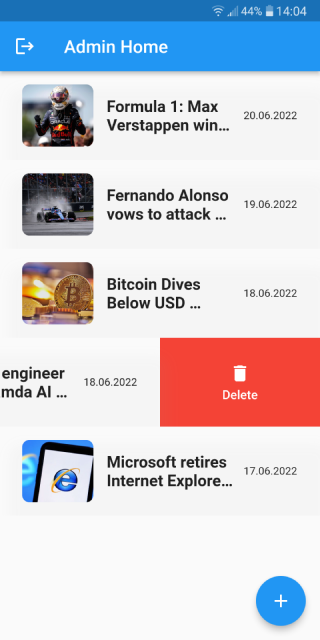 44% 14:04
Admin Home
Formula 1: Max
Verstappen win...
20.06.2022
Fernando Alonso
vows to attack ...
19.06.2022
Bitcoin Dives
Below USD ...
18.06.2022
engineer
mda AI ...
18.06.2022
Delete
Microsoft retires
Internet Explore...
17.06.2022